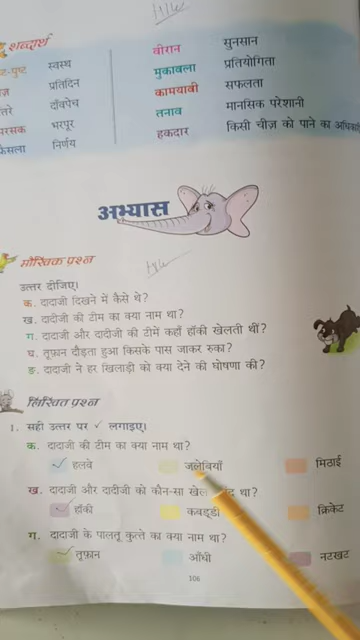 शब्दार्थ
स्वस्थ
वीरान सुनसान
प्रतिदिन
मुकाबला प्रतियोगिता
दाँवपेच
कामयाबी सफलता
भरपूर
तनाव मानसिक परेशानी
निर्णय
हकदार किसी चीज़ को पाने का
अभ्यास
मौखिक प्रश्न
उत्तर दीजिए।
क. दादाजी दिखने में कैसे थे?
ख. दादीजी की टीम का क्या नाम था?
ग. दादाजी और दादीजी की टीमें कहाँ हॉकी खेलती थीं?
घ. तूफ़ान दौड़ता हुआ किसके पास जाकर रुका?
ङ. दादाजी ने हर खिलाड़ी को क्या देने की घोषणा की?
लिखित प्रश्न
1. सही उत्तर पर ✓ लगाइए।
क. दादाजी की टीम का क्या नाम था?
✓ हलवे जलेबियाँ मिठाई
ख. दादाजी और दादीजी को कौन-सा खेल था?
✓ हॉकी कबड्डी क्रिकेट
ग. दादाजी के पालतू कुत्ते का क्या नाम था?
✓ तूफ़ान आँधी नटखट
106